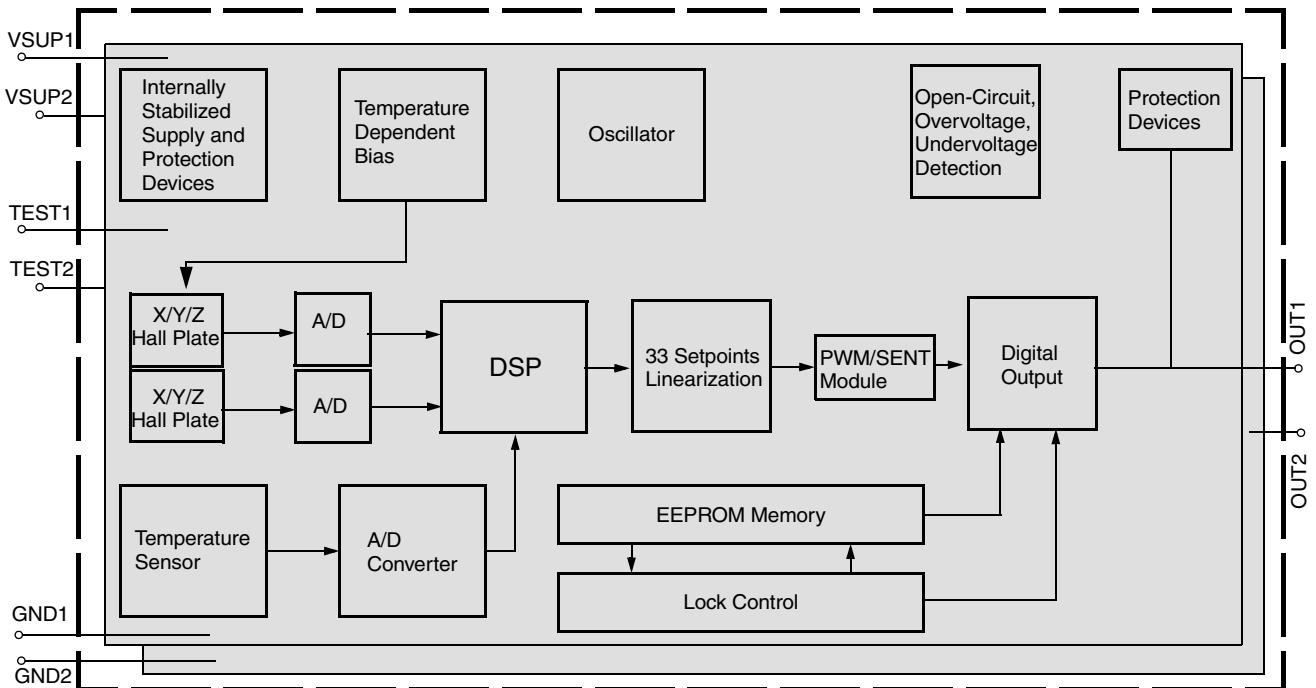 VSUP1
VSUP2
TEST1
TEST2
GND1
GND2
Internally
Stabilized
Supply and
Protection
Devices
Temperature
Dependent
Bias
Oscillator
Open-Circuit,
Overvoltage,
Undervoltage
Detection
Protection
Devices
X/Y/Z
Hall Plate
A/D
X/Y/Z
Hall Plate
A/D
DSP
33 Setpoints
Linearization
PWM/SENT
Module
Digital
Output
OUT1
OUT2
Temperature
Sensor
A/D
Converter
EEPROM Memory
Lock Control